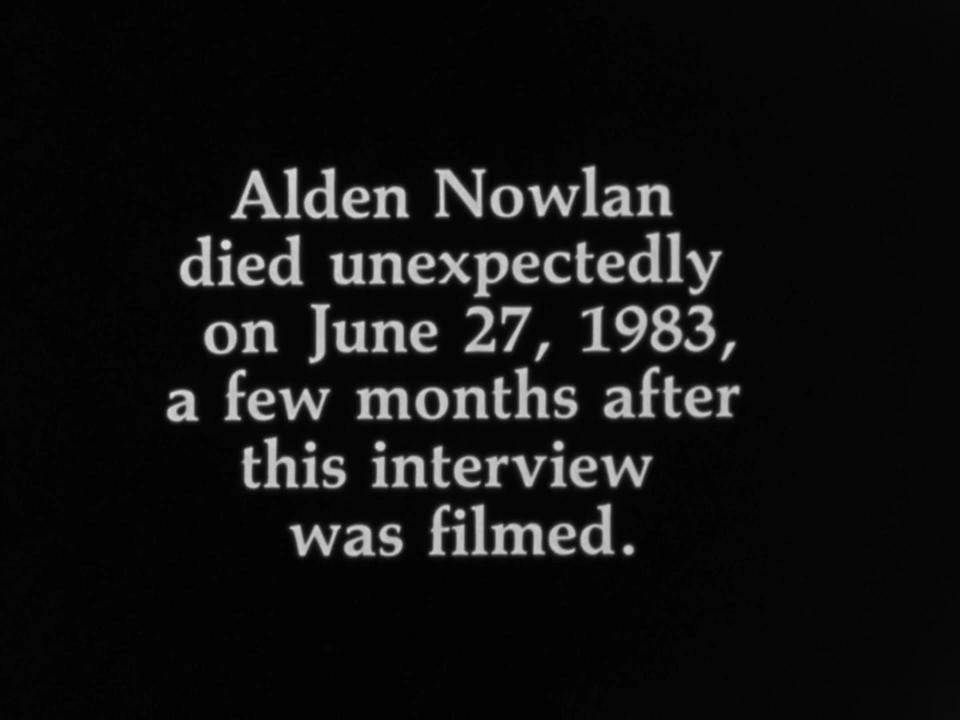 Alden Nowlan
died unexpectedly
on June 27, 1983,
a few months after
this interview
was filmed.